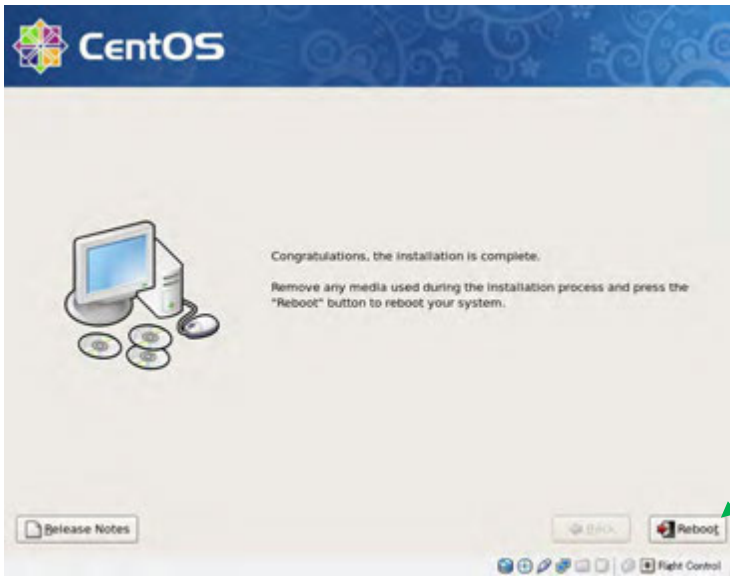 CentOS
Congratulations, the installation is complete.
Remove any media used during the installation process and press the
"Reboot" button to reboot your system.
Release Notes
Back
Reboot
Right Control